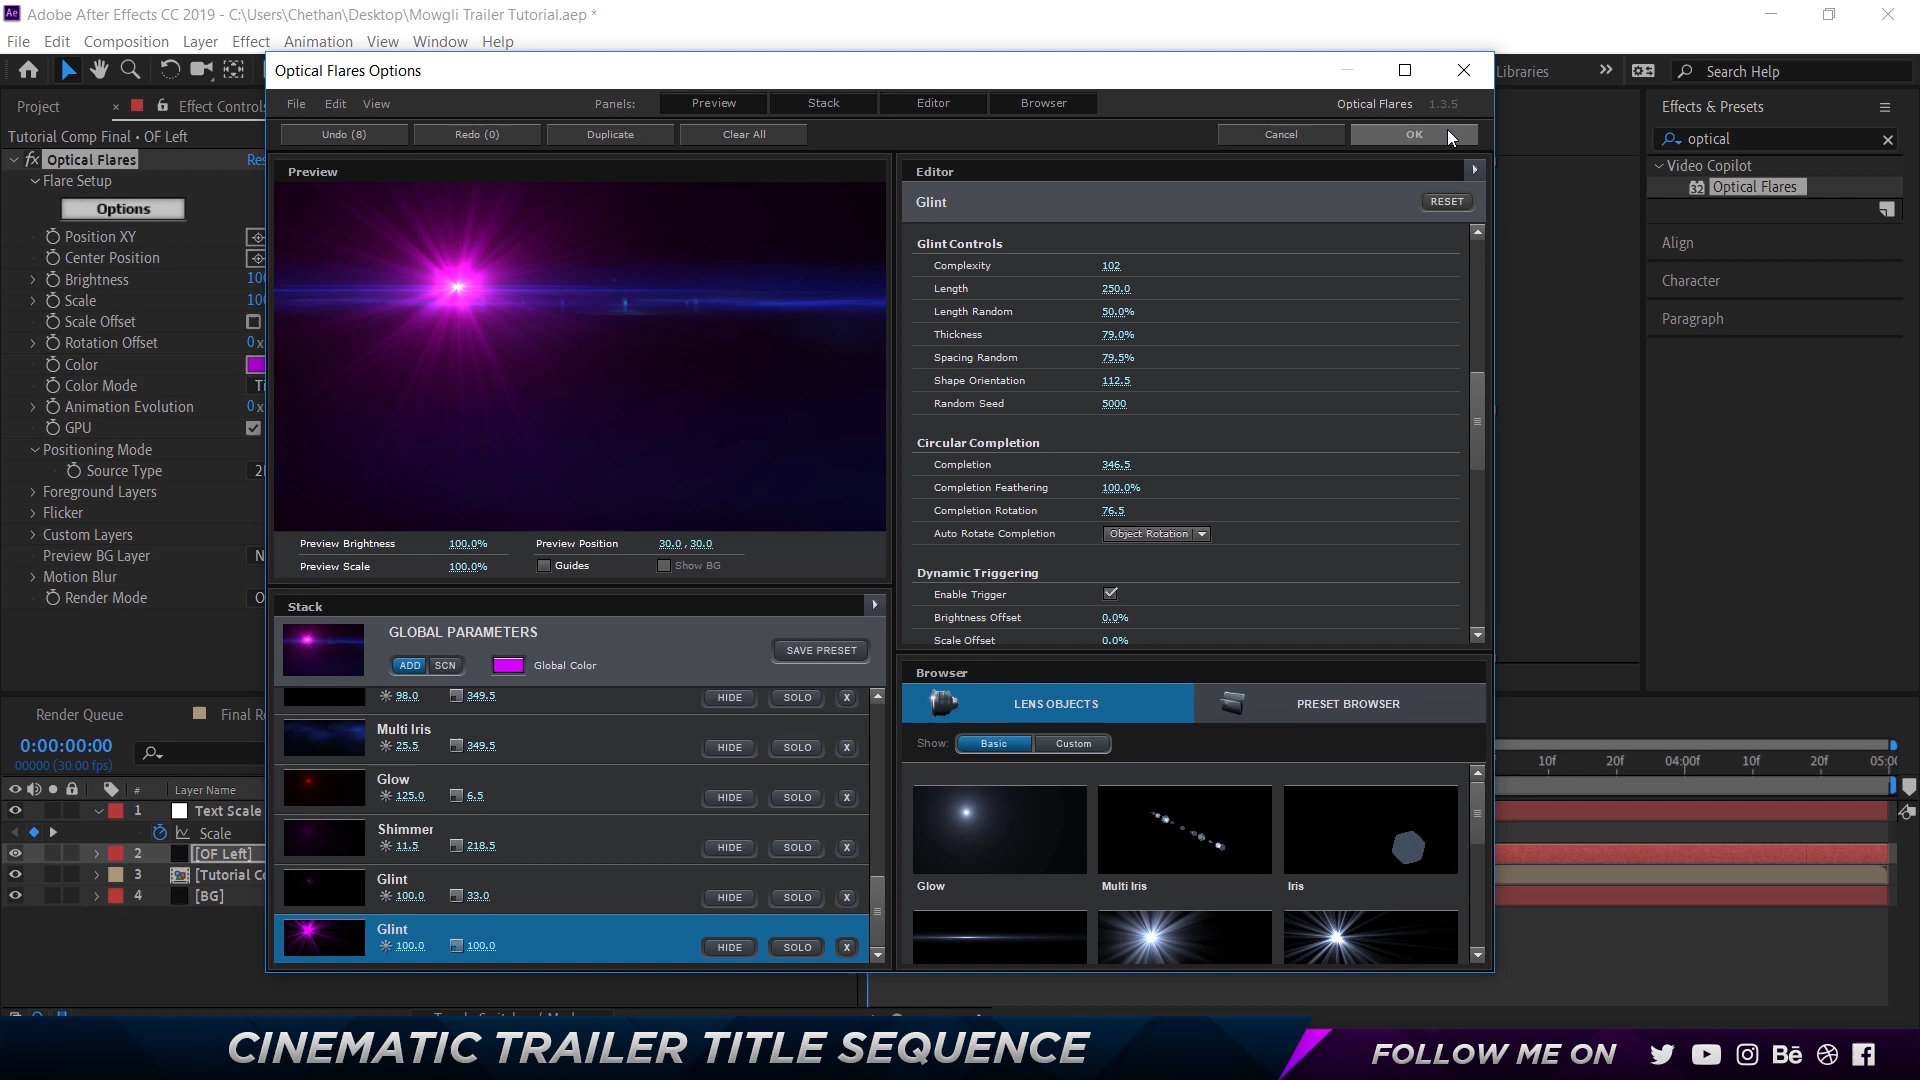 Adobe After Effects CC 2019 - C:\Users\Chethan\Desktop\Mowgli Trailer Tutorial.aep *
File Edit Composition Layer Effect Animation View Window Help
Libraries
Search Help
Optical Flares Options
File Edit View
Panels: Preview Stack Editor Browser
Optical Flares 1.3.5
Undo (8) Redo (0) Duplicate Clear All Cancel OK
Project
Effect Controls
Tutorial Comp Final • OF Left
fx Optical Flares
Flare Setup
Options
Position XY
Center Position
Brightness
Scale
Scale Offset
Rotation Offset
Color
Color Mode
Animation Evolution
GPU
Positioning Mode
Source Type
Foreground Layers
Flicker
Custom Layers
Preview BG Layer
Motion Blur
Render Mode
Preview
Preview Brightness 100.0%
Preview Position 30.0 , 30.0
Preview Scale 100.0%
Guides
Show BG
Stack
GLOBAL PARAMETERS
ADD SCN Global Color
SAVE PRESET
98.0 349.5 HIDE SOLO X
Multi Iris
25.5 349.5 HIDE SOLO X
Glow
125.0 6.5 HIDE SOLO X
Shimmer
11.5 218.5 HIDE SOLO X
Glint
100.0 33.0 HIDE SOLO X
Glint
100.0 100.0 HIDE SOLO X
Editor
Glint RESET
Glint Controls
Complexity 102
Length 250.0
Length Random 50.0%
Thickness 79.0%
Spacing Random 79.5%
Shape Orientation 112.5
Random Seed 5000
Circular Completion
Completion 346.5
Completion Feathering 100.0%
Completion Rotation 76.5
Auto Rotate Completion Object Rotation
Dynamic Triggering
Enable Trigger
Brightness Offset 0.0%
Scale Offset 0.0%
Browser
LENS OBJECTS PRESET BROWSER
Show: Basic Custom
Glow Multi Iris Iris
Effects & Presets
optical
Video Copilot
32 Optical Flares
Align
Character
Paragraph
Render Queue
0:00:00:00
00000 (30.00 fps)
# Layer Name
1 Text Scale
Scale
2 [OF Left]
3
4 [BG]
10f 20f 04:00f 10f 20f
CINEMATIC TRAILER TITLE SEQUENCE
FOLLOW ME ON